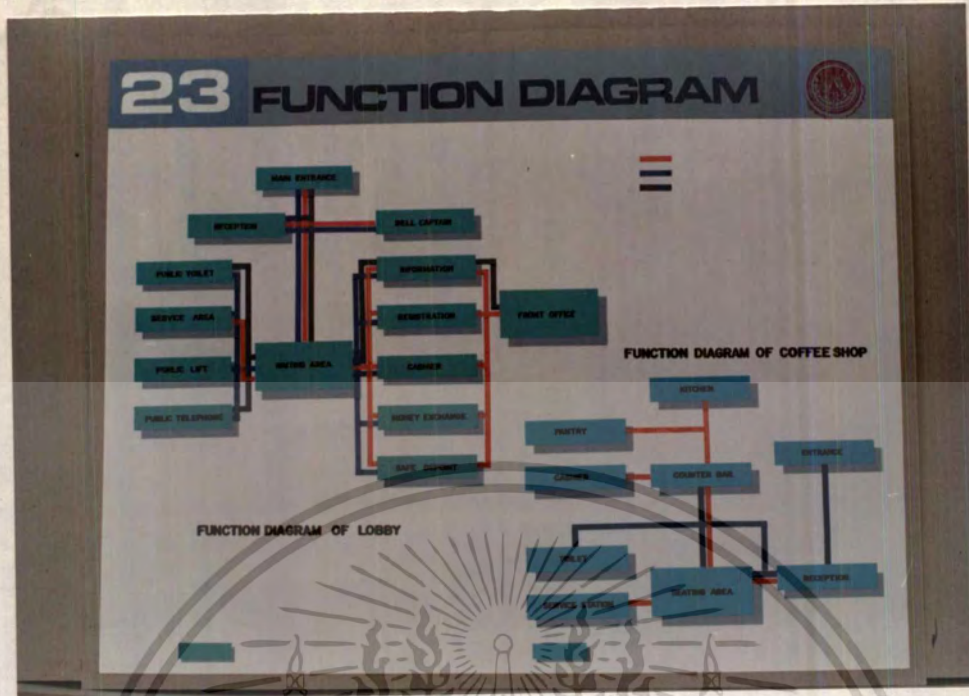 23 FUNCTION DIAGRAM
MAIN ENTRANCE
RECEPTION
BELL CAPTAIN
PUBLIC TOILET
INFORMATION
SERVICE AREA
REGISTRATION
FRONT OFFICE
PUBLIC LIFT
WAITING AREA
CASHIER
PUBLIC TELEPHONE
MONEY EXCHANGE
SAFE DEPOSIT
FUNCTION DIAGRAM OF LOBBY
FUNCTION DIAGRAM OF COFFEE SHOP
KITCHEN
PANTRY
ENTRANCE
CASHIER
COUNTER BAR
TOILET
SERVICE STATION
SEATING AREA
RECEPTION